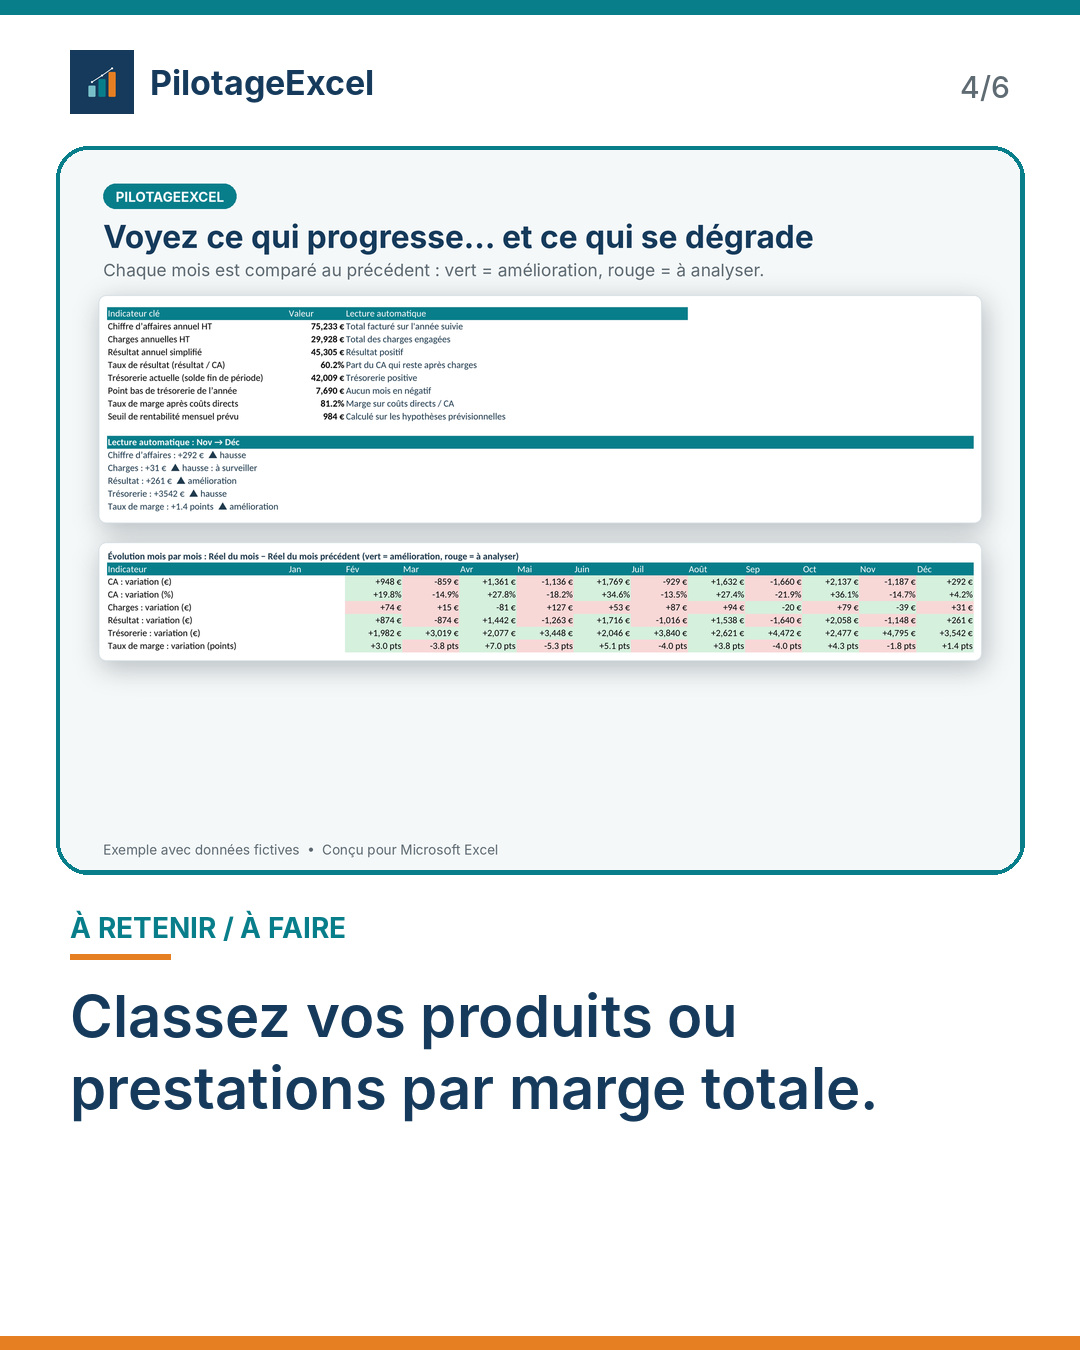 PilotageExcel
4/6
PILOTAGEEXCEL
Voyez ce qui progresse… et ce qui se dégrade
Chaque mois est comparé au précédent : vert = amélioration, rouge = à analyser.
Indicateur clé Valeur Lecture automatique
Chiffre d'affaires annuel HT 75,233 € Total facturé sur l'année suivie
Charges annuelles HT 29,928 € Total des charges engagées
Résultat annuel simplifié 45,305 € Résultat positif
Taux de résultat (résultat / CA) 60.2% Part du CA qui reste après charges
Trésorerie actuelle (solde fin de période) 42,009 € Trésorerie positive
Point bas de trésorerie de l'année 7,690 € Aucun mois en négatif
Taux de marge après coûts directs 81.2% Marge sur coûts directs / CA
Seuil de rentabilité mensuel prévu 984 € Calculé sur les hypothèses prévisionnelles
Lecture automatique : Nov → Déc
Chiffre d'affaires : +292 € ▲ hausse
Charges : +31 € ▲ hausse : à surveiller
Résultat : +261 € ▲ amélioration
Trésorerie : +3542 € ▲ hausse
Taux de marge : +1.4 points ▲ amélioration
Évolution mois par mois : Réel du mois − Réel du mois précédent (vert = amélioration, rouge = à analyser)
Indicateur Jan Fév Mar Avr Mai Juin Juil Août Sep Oct Nov Déc
CA : variation (€) +948 € -859 € +1,361 € -1,136 € +1,769 € -929 € +1,632 € -1,660 € +2,137 € -1,187 € +292 €
CA : variation (%) +19.8% -14.9% +27.8% -18.2% +34.6% -13.5% +27.4% -21.9% +36.1% -14.7% +4.2%
Charges : variation (€) +74 € +15 € -81 € +127 € +53 € +87 € +94 € -20 € +79 € -39 € +31 €
Résultat : variation (€) +874 € -874 € +1,442 € -1,263 € +1,716 € -1,016 € +1,538 € -1,640 € +2,058 € -1,148 € +261 €
Trésorerie : variation (€) +1,982 € +3,019 € +2,077 € +3,448 € +2,046 € +3,840 € +2,621 € +4,472 € +2,477 € +4,795 € +3,542 €
Taux de marge : variation (points) +3.0 pts -3.8 pts +7.0 pts -5.3 pts +5.1 pts -4.0 pts +3.8 pts -4.0 pts +4.3 pts -1.8 pts +1.4 pts
Exemple avec données fictives • Conçu pour Microsoft Excel
À RETENIR / À FAIRE
Classez vos produits ou
prestations par marge totale.